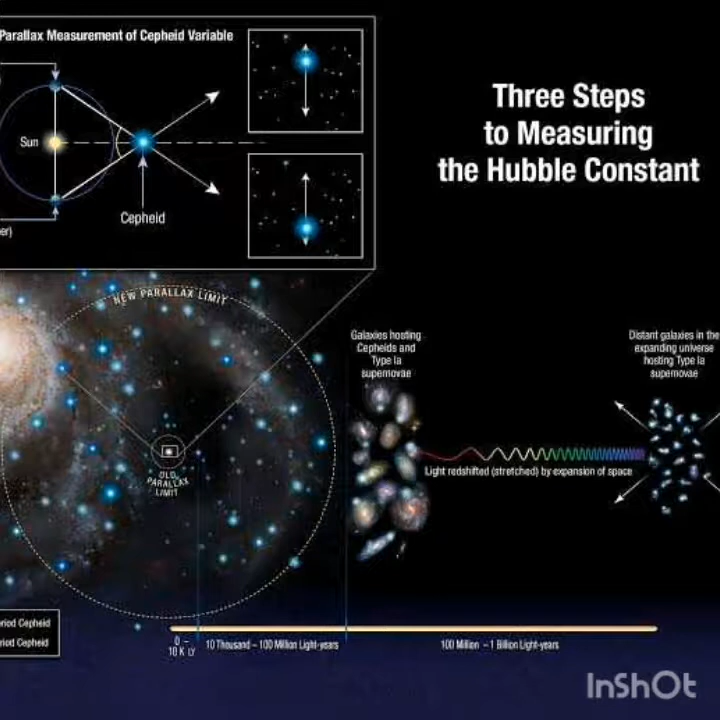 Parallax Measurement of Cepheid Variable
Three Steps
to Measuring
the Hubble Constant
Sun
Cepheid
NEW PARALLAX LIMIT
OLD
PARALLAX
LIMIT
Galaxies hosting
Cepheids and
Type Ia
supernovae
Distant galaxies in the
expanding universe
hosting Type Ia
supernovae
Light redshifted (stretched) by expansion of space
Cepheid
Cepheid
0 –
10 K LY
10 Thousand – 100 Million Light-years
100 Million – 1 Billion Light-years
InShOt